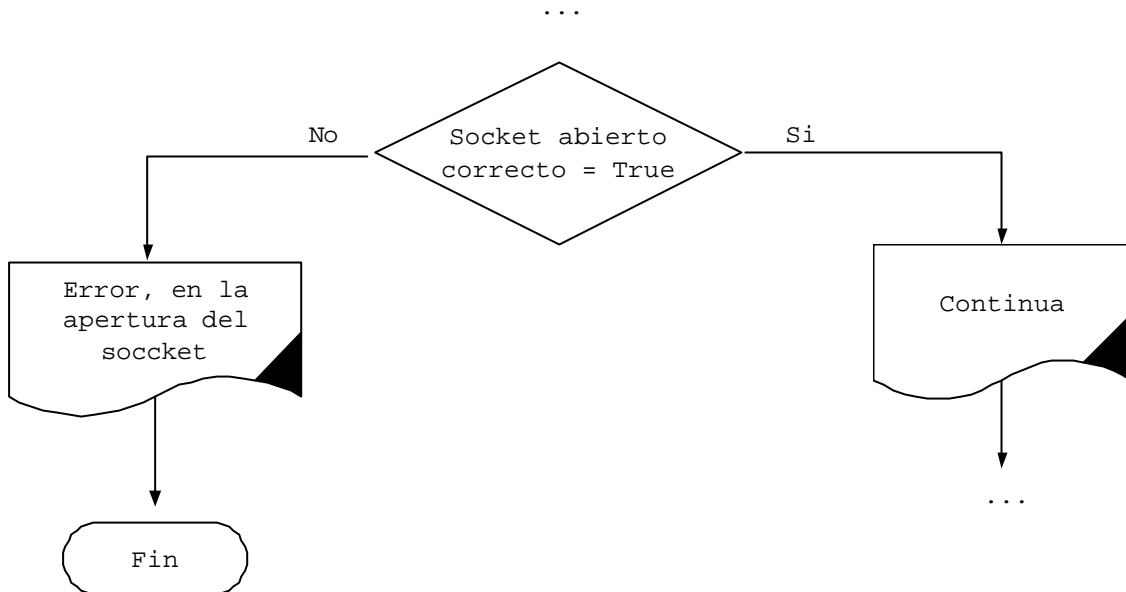 ...
No
Socket abierto
correcto = True
Si
Error, en la
apertura del
soccket
Continua
...
Fin